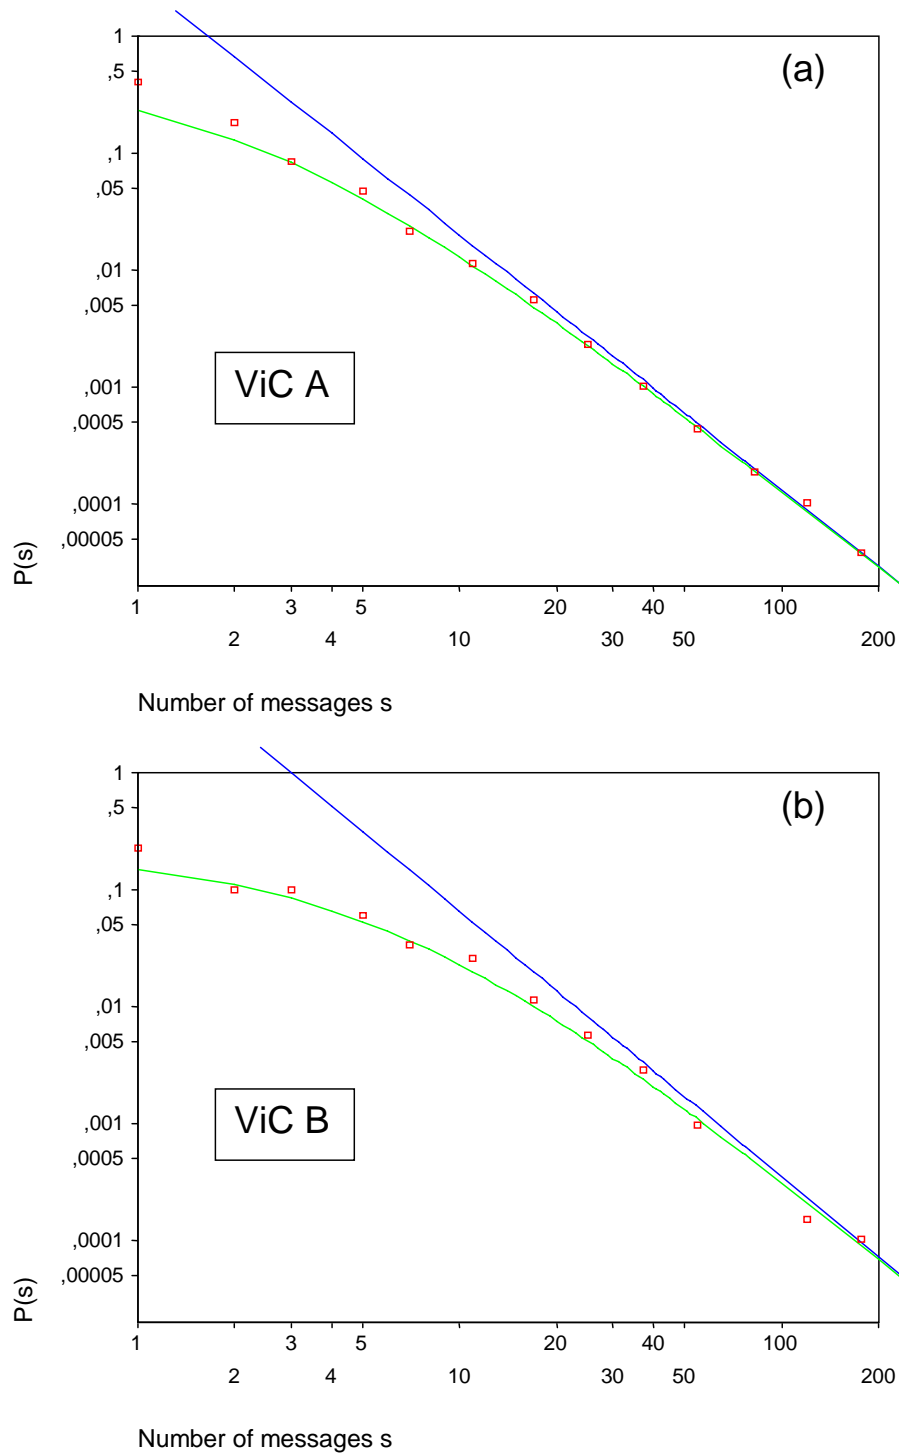 (a)
1
,5
,1
,05
,01
,005
ViC A
,001
,0005
,0001
,00005
P(s)
1 3 5 20 40 100
2 4 10 30 50 200
Number of messages s
(b)
1
,5
,1
,05
,01
,005
ViC B
,001
,0005
,0001
,00005
P(s)
1 3 5 20 40 100
2 4 10 30 50 200
Number of messages s